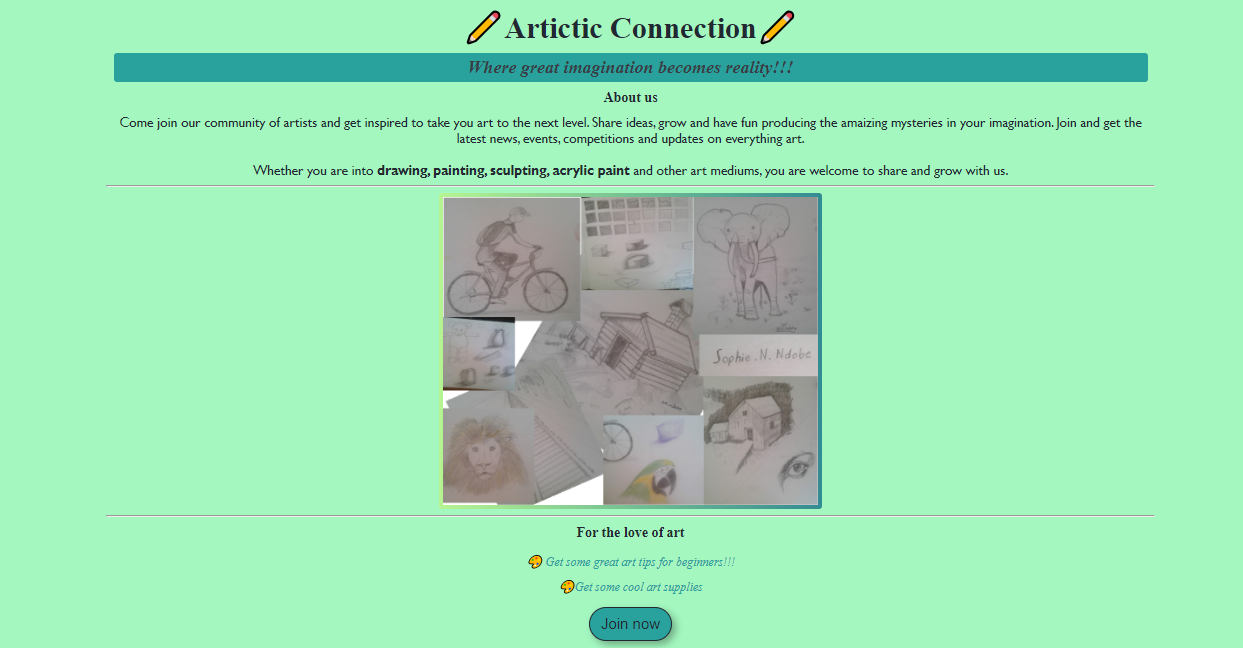 Artictic Connection
Where great imagination becomes reality!!!
About us
Come join our community of artists and get inspired to take you art to the next level. Share ideas, grow and have fun producing the amaizing mysteries in your imagination. Join and get the
latest news, events, competitions and updates on everything art.
Whether you are into drawing, painting, sculpting, acrylic paint and other art mediums, you are welcome to share and grow with us.
Sophie .N. Ndobe
For the love of art
Get some great art tips for beginners!!!
Get some cool art supplies
Join now